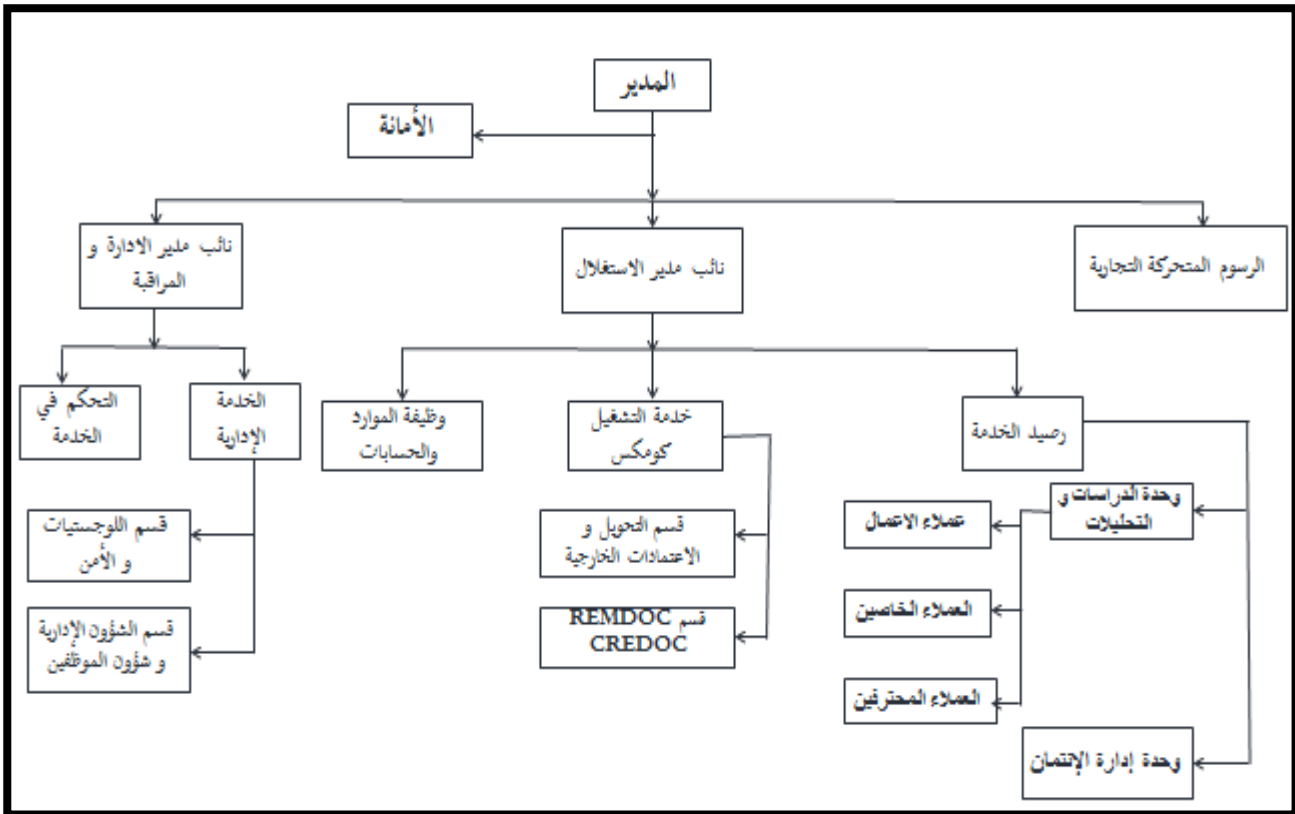 المدير
الأمانة
الرسوم المتحركة التجارية
نائب مدير الاستغلال
نائب مدير الادارة و
المراقبة
رصيد الخدمة
خدمة التشغيل
كومكس
وظيفة الموارد
والحسابات
الخدمة
الإدارية
التحكم في
الخدمة
وحدة الدراسات و
التحليلات
عملاء الاعمال
العملاء الخاصين
العملاء المحترفين
وحدة إدارة الإئتمان
قسم التحويل و
الاعتمادات الخارجية
قسم REMDOC
CREDOC
قسم اللوجستيات
و الأمن
قسم الشؤون الإدارية
و شؤون الموظفين